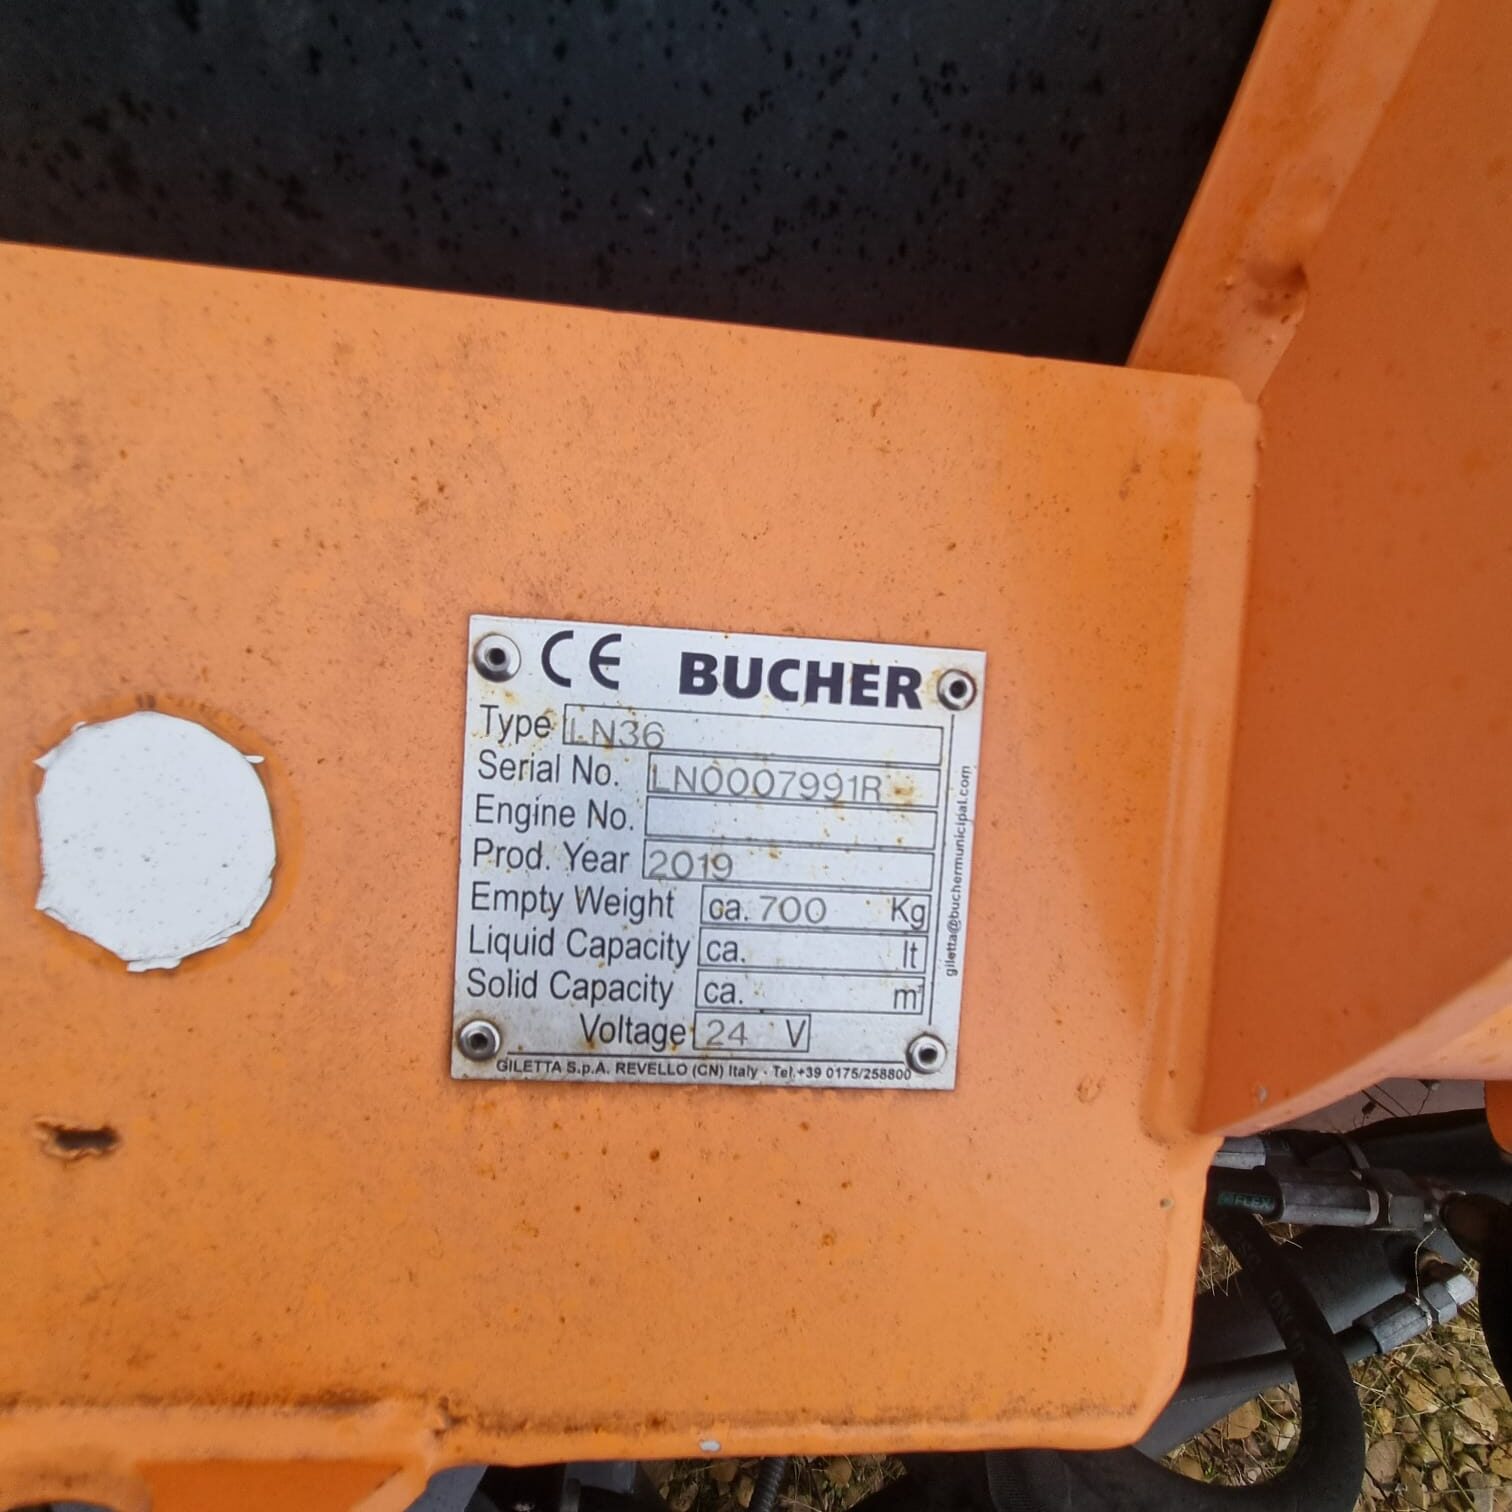 CE BUCHER
Type LN36
Serial No. LN0007991R
Engine No.
Prod. Year 2019
Empty Weight ca. 700 Kg
Liquid Capacity ca. lt
Solid Capacity ca. m³
Voltage 24 V
GILETTA S.p.A. REVELLO (CN) Italy - Tel.+39 0175/258800
giletta@buchermunicipal.com